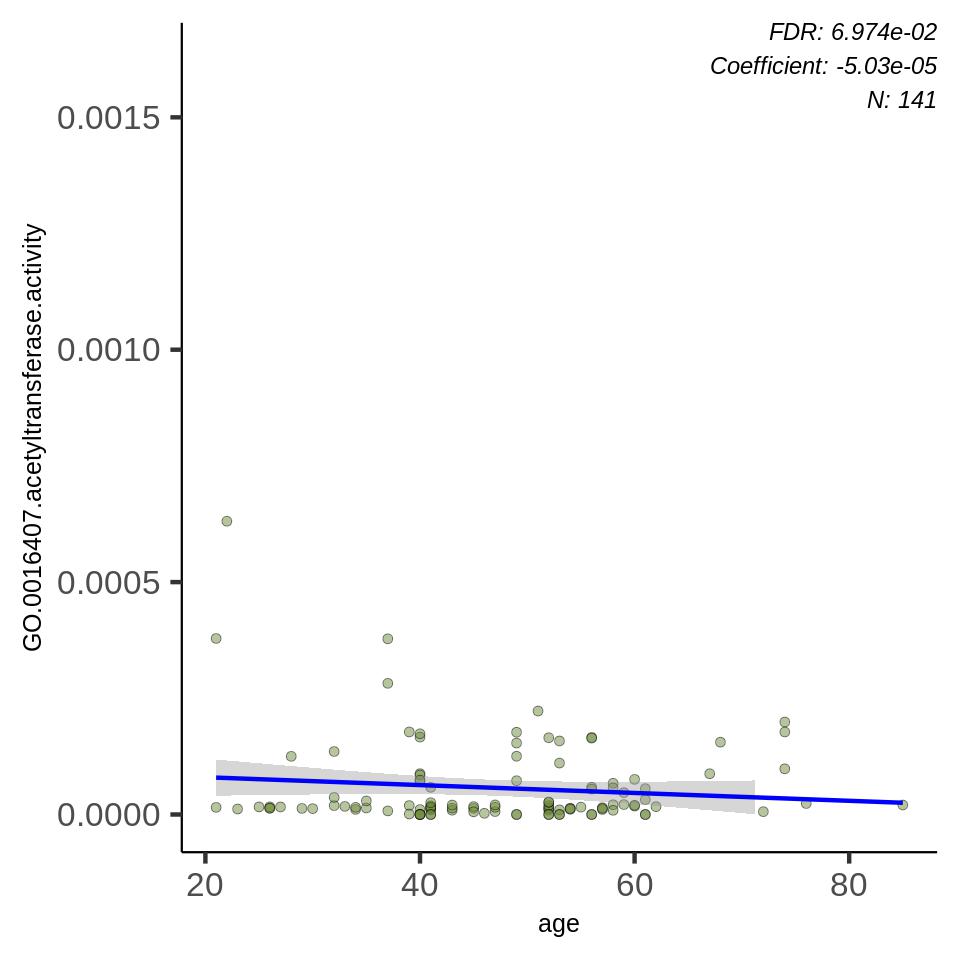 FDR: 6.974e-02
Coefficient: -5.03e-05
N: 141
GO.0016407.acetyltransferase.activity
0.0015
0.0010
0.0005
0.0000
20 40 60 80
age